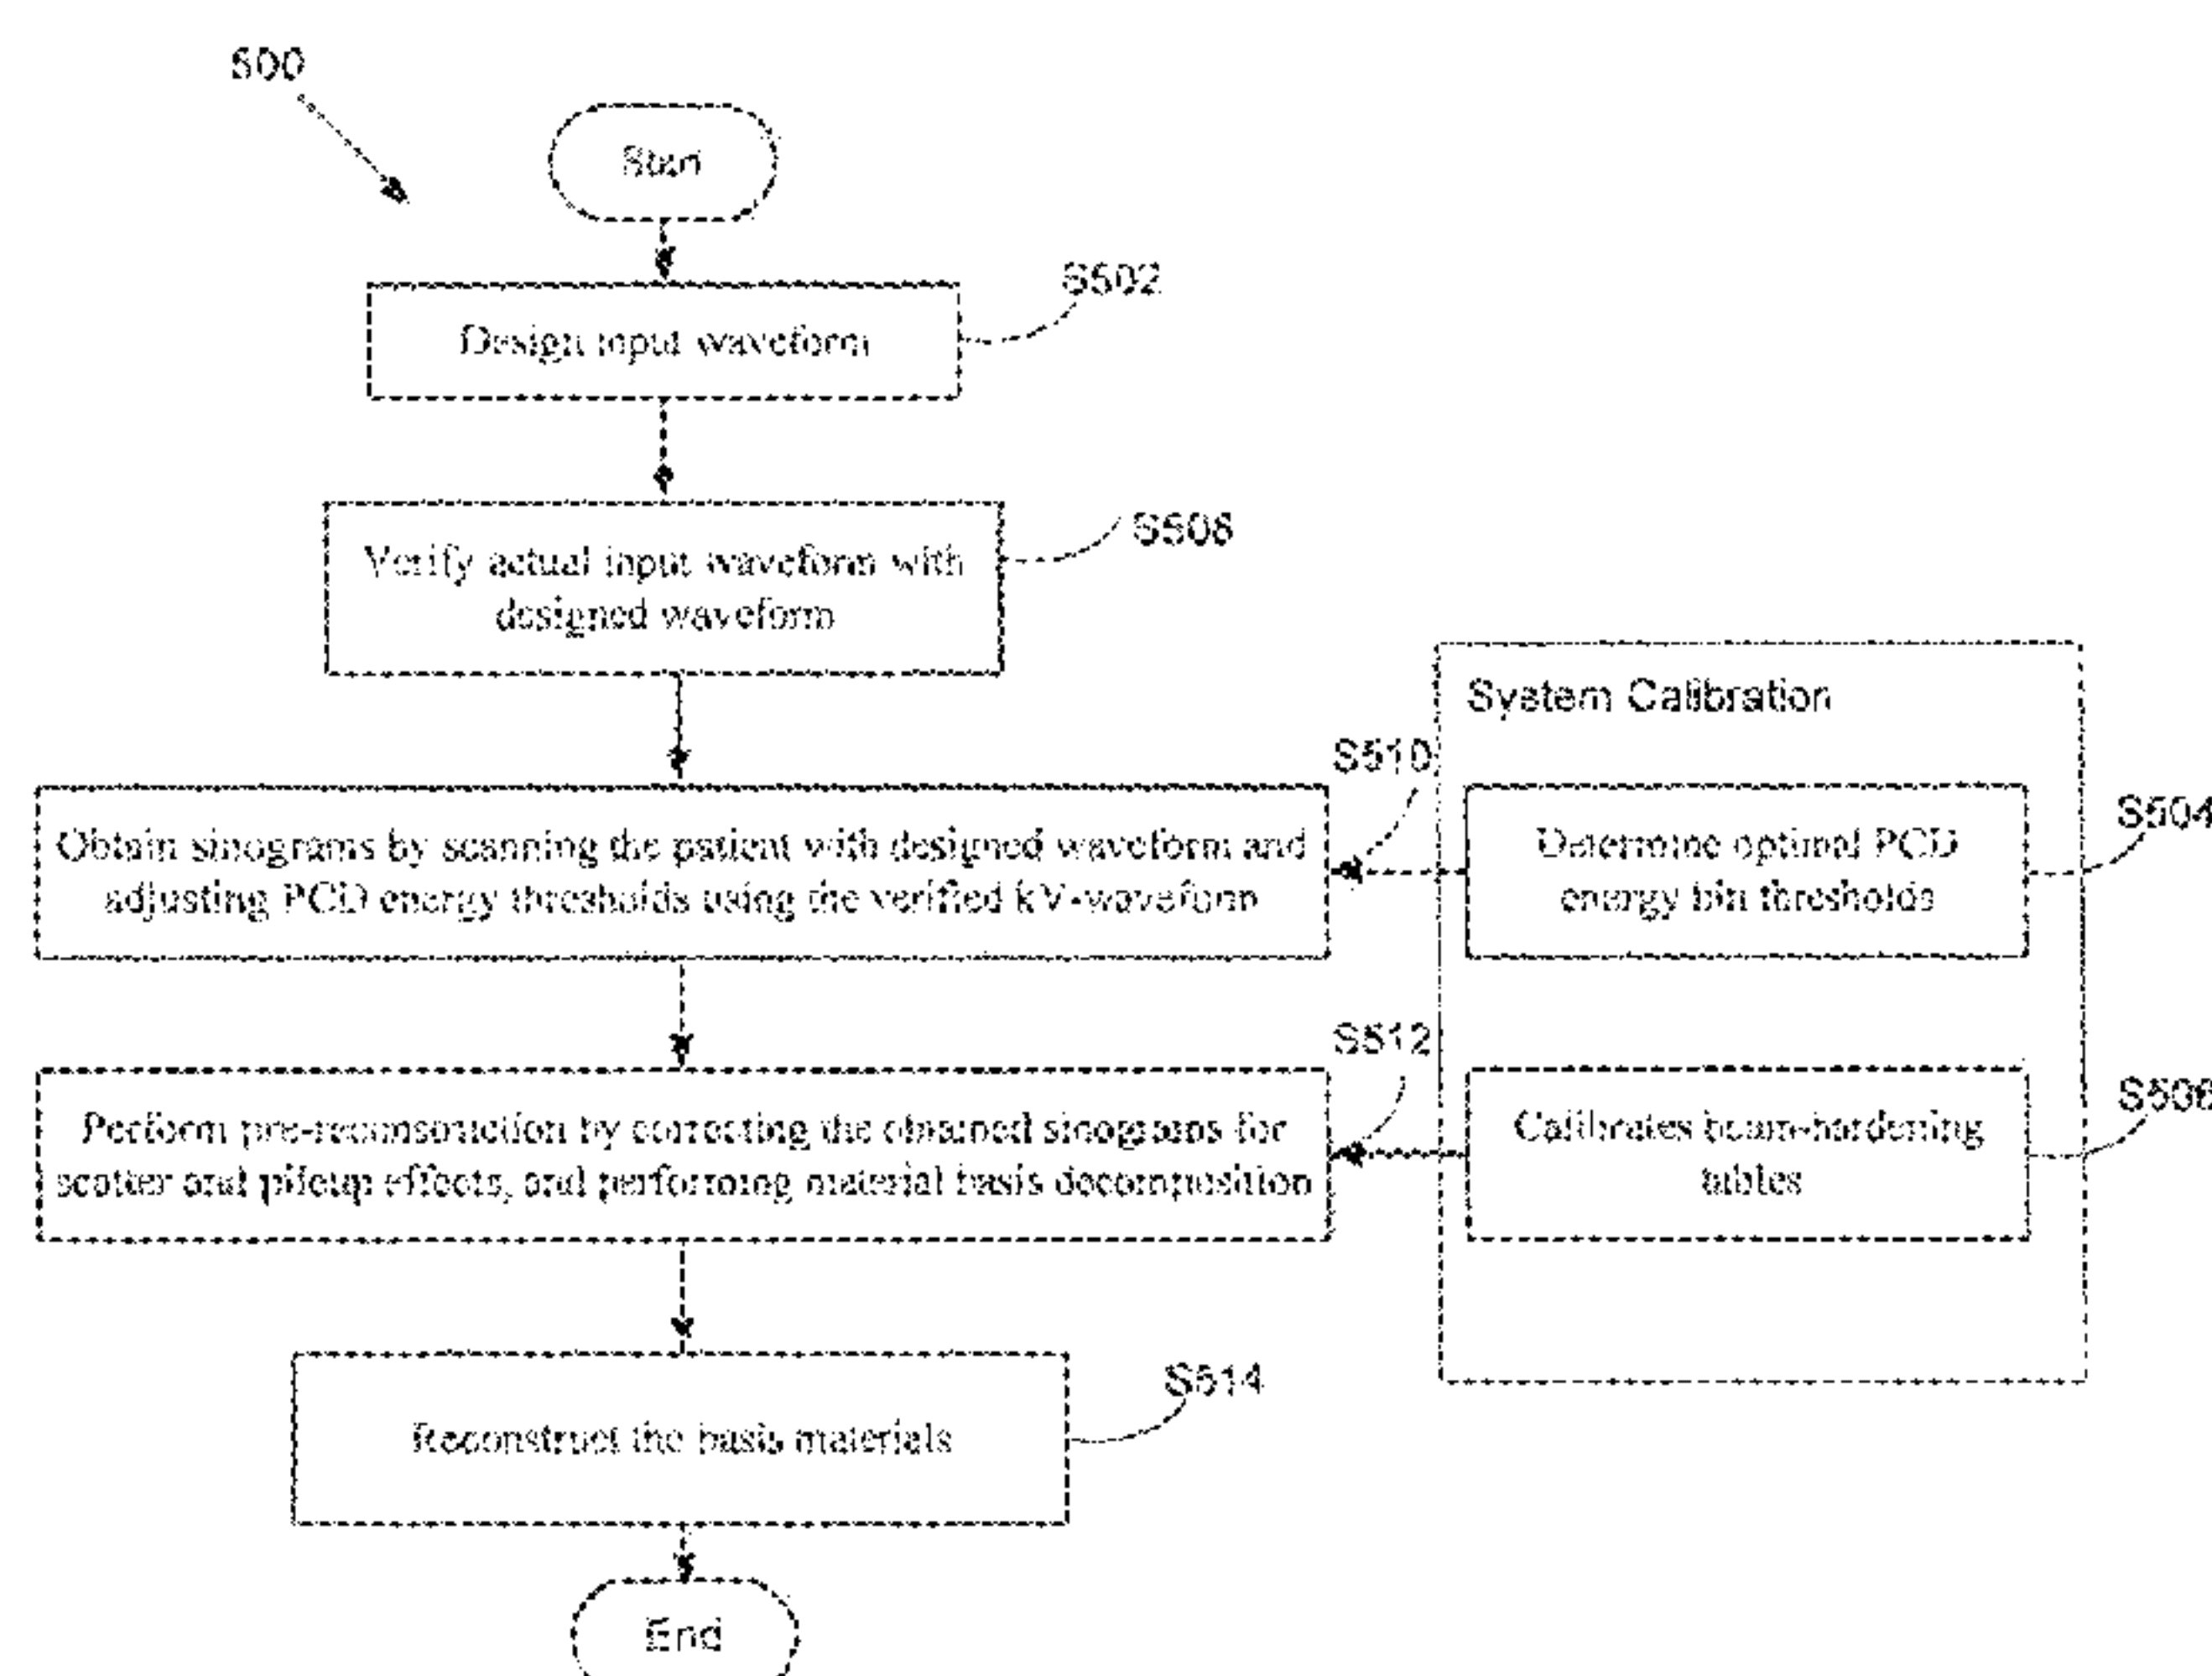 500
Start
S502
Design input waveform
S508
Verify actual input waveform with
designed waveform
System Calibration
S510
Obtain sinograms by scanning the patient with designed waveform and
adjusting PCD energy thresholds using the verified kV-waveform
Determine optimal PCD
energy bin thresholds
S504
S512
Perform pre-reconstruction by correcting the obtained sinograms for
scatter and pileup effects, and performing material basis decomposition
Calibrates beam-hardening
tables
S506
S514
Reconstruct the basis materials
End